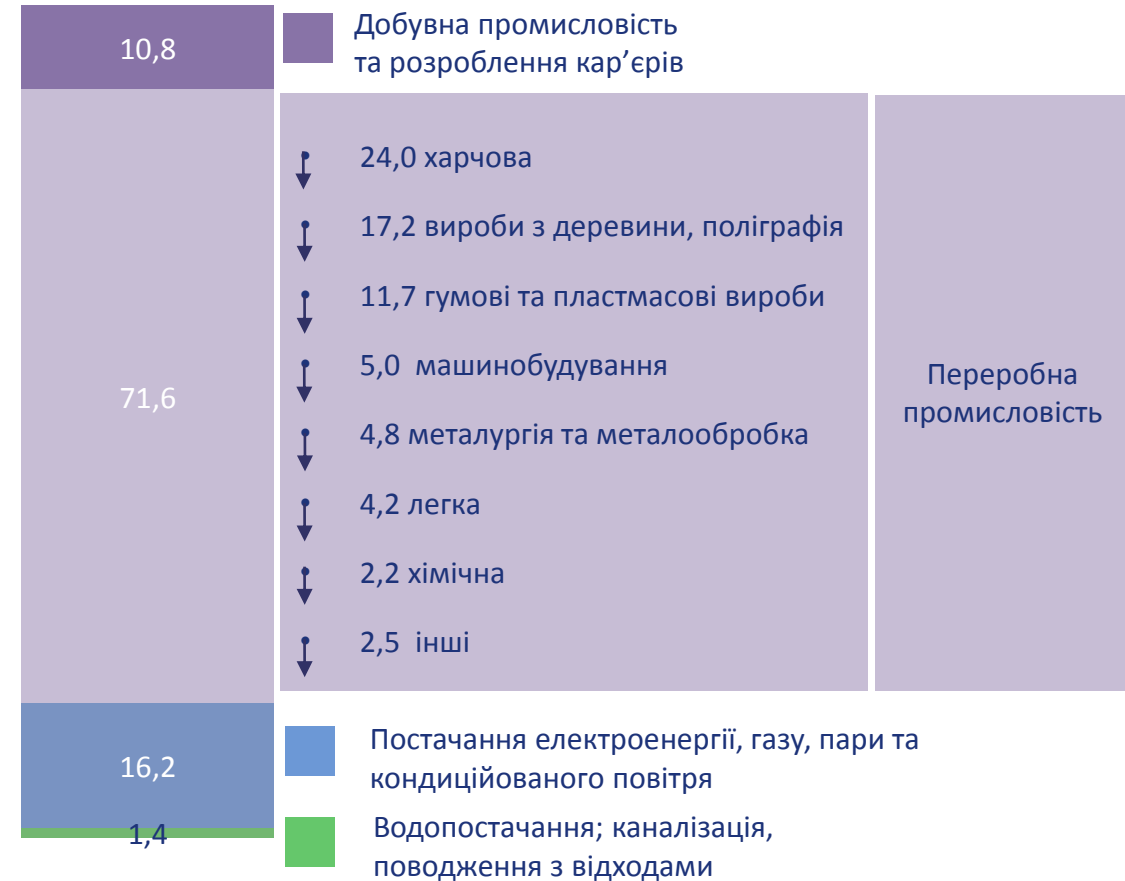 10,8
Добувна промисловість
та розроблення кар’єрів
71,6
24,0 харчова
17,2 вироби з деревини, поліграфія
11,7 гумові та пластмасові вироби
5,0 машинобудування
4,8 металургія та металообробка
4,2 легка
2,2 хімічна
2,5 інші
Переробна
промисловість
16,2
Постачання електроенергії, газу, пари та
кондиційованого повітря
1,4
Водопостачання; каналізація,
поводження з відходами